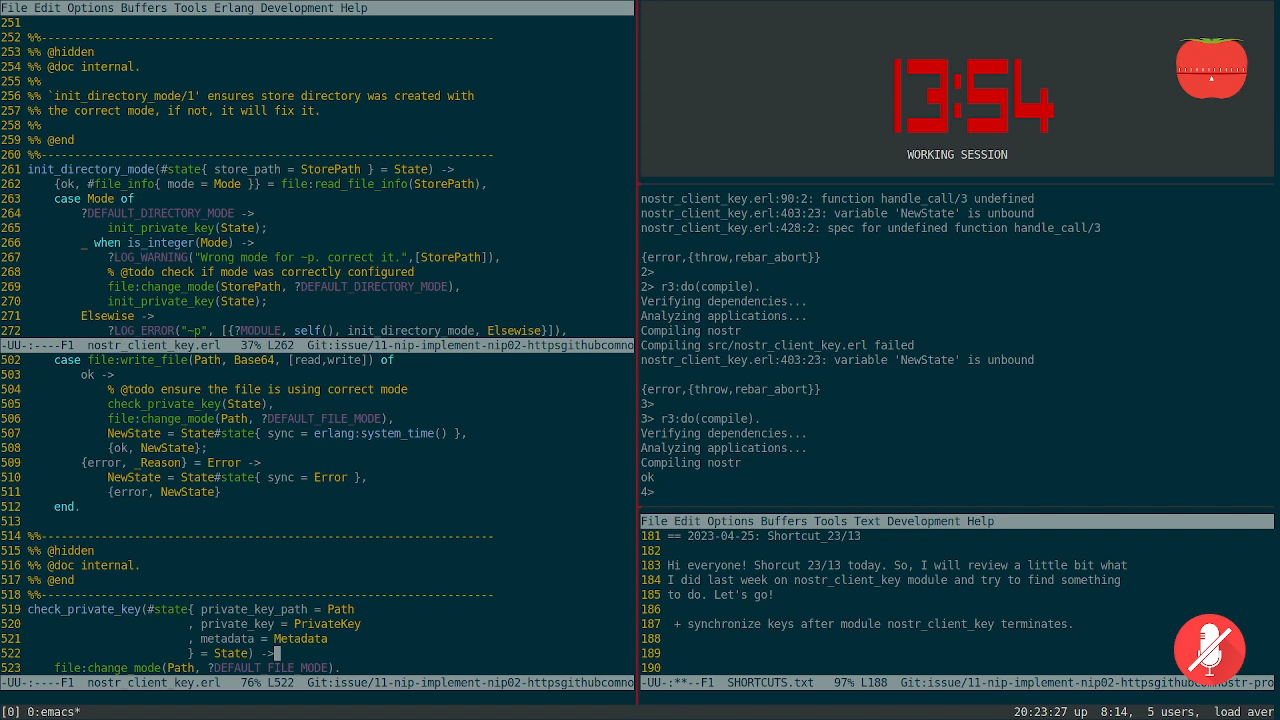 File Edit Options Buffers Tools Erlang Development Help
251
252 %%--------------------------------------------------------------------
253 %% @hidden
254 %% @doc internal.
255 %%
256 %% `init_directory_mode/1' ensures store directory was created with
257 %% the correct mode, if not, it will fix it.
258 %%
259 %% @end
260 %%--------------------------------------------------------------------
261 init_directory_mode(#state{ store_path = StorePath } = State) ->
262     {ok, #file_info{ mode = Mode }} = file:read_file_info(StorePath),
263     case Mode of
264         ?DEFAULT_DIRECTORY_MODE ->
265             init_private_key(State);
266         _ when is_integer(Mode) ->
267             ?LOG_WARNING("Wrong mode for ~p. correct it.",[StorePath]),
268             % @todo check if mode was correctly configured
269             file:change_mode(StorePath, ?DEFAULT_DIRECTORY_MODE),
270             init_private_key(State);
271         Elsewise ->
272             ?LOG_ERROR("~p", [{?MODULE, self(), init_directory_mode, Elsewise}]),
-UU-:----F1  nostr_client_key.erl   37% L262   Git:issue/11-nip-implement-nip02-httpsgithubcomno
502     case file:write_file(Path, Base64, [read,write]) of
503         ok ->
504             % @todo ensure the file is using correct mode
505             check_private_key(State),
506             file:change_mode(Path, ?DEFAULT_FILE_MODE),
507             NewState = State#state{ sync = erlang:system_time() },
508             {ok, NewState};
509         {error, _Reason} = Error ->
510             NewState = State#state{ sync = Error },
511             {error, NewState}
512     end.
513
514 %%--------------------------------------------------------------------
515 %% @hidden
516 %% @doc internal.
517 %% @end
518 %%--------------------------------------------------------------------
519 check_private_key(#state{ private_key_path = Path
520                         , private_key = PrivateKey
521                         , metadata = Metadata
522                         } = State) ->
523     file:change_mode(Path, ?DEFAULT_FILE_MODE).
-UU-:----F1  nostr_client_key.erl   76% L522   Git:issue/11-nip-implement-nip02-httpsgithubcomno
13:54
WORKING SESSION
nostr_client_key.erl:90:2: function handle_call/3 undefined
nostr_client_key.erl:403:23: variable 'NewState' is unbound
nostr_client_key.erl:428:2: spec for undefined function handle_call/3
{error,{throw,rebar_abort}}
2>
2> r3:do(compile).
Verifying dependencies...
Analyzing applications...
Compiling nostr
Compiling src/nostr_client_key.erl failed
nostr_client_key.erl:403:23: variable 'NewState' is unbound
{error,{throw,rebar_abort}}
3>
3> r3:do(compile).
Verifying dependencies...
Analyzing applications...
Compiling nostr
ok
4>
File Edit Options Buffers Tools Text Development Help
181 == 2023-04-25: Shortcut_23/13
182
183 Hi everyone! Shorcut 23/13 today. So, I will review a little bit what
184 I did last week on nostr_client_key module and try to find something
185 to do. Let's go!
186
187  + synchronize keys after module nostr_client_key terminates.
188
189
190
-UU-:**--F1  SHORTCUTS.txt   97% L188   Git:issue/11-nip-implement-nip02-httpsgithubcomnostr-pro
[0] 0:emacs*
20:23:27 up  8:14,  5 users,  load aver